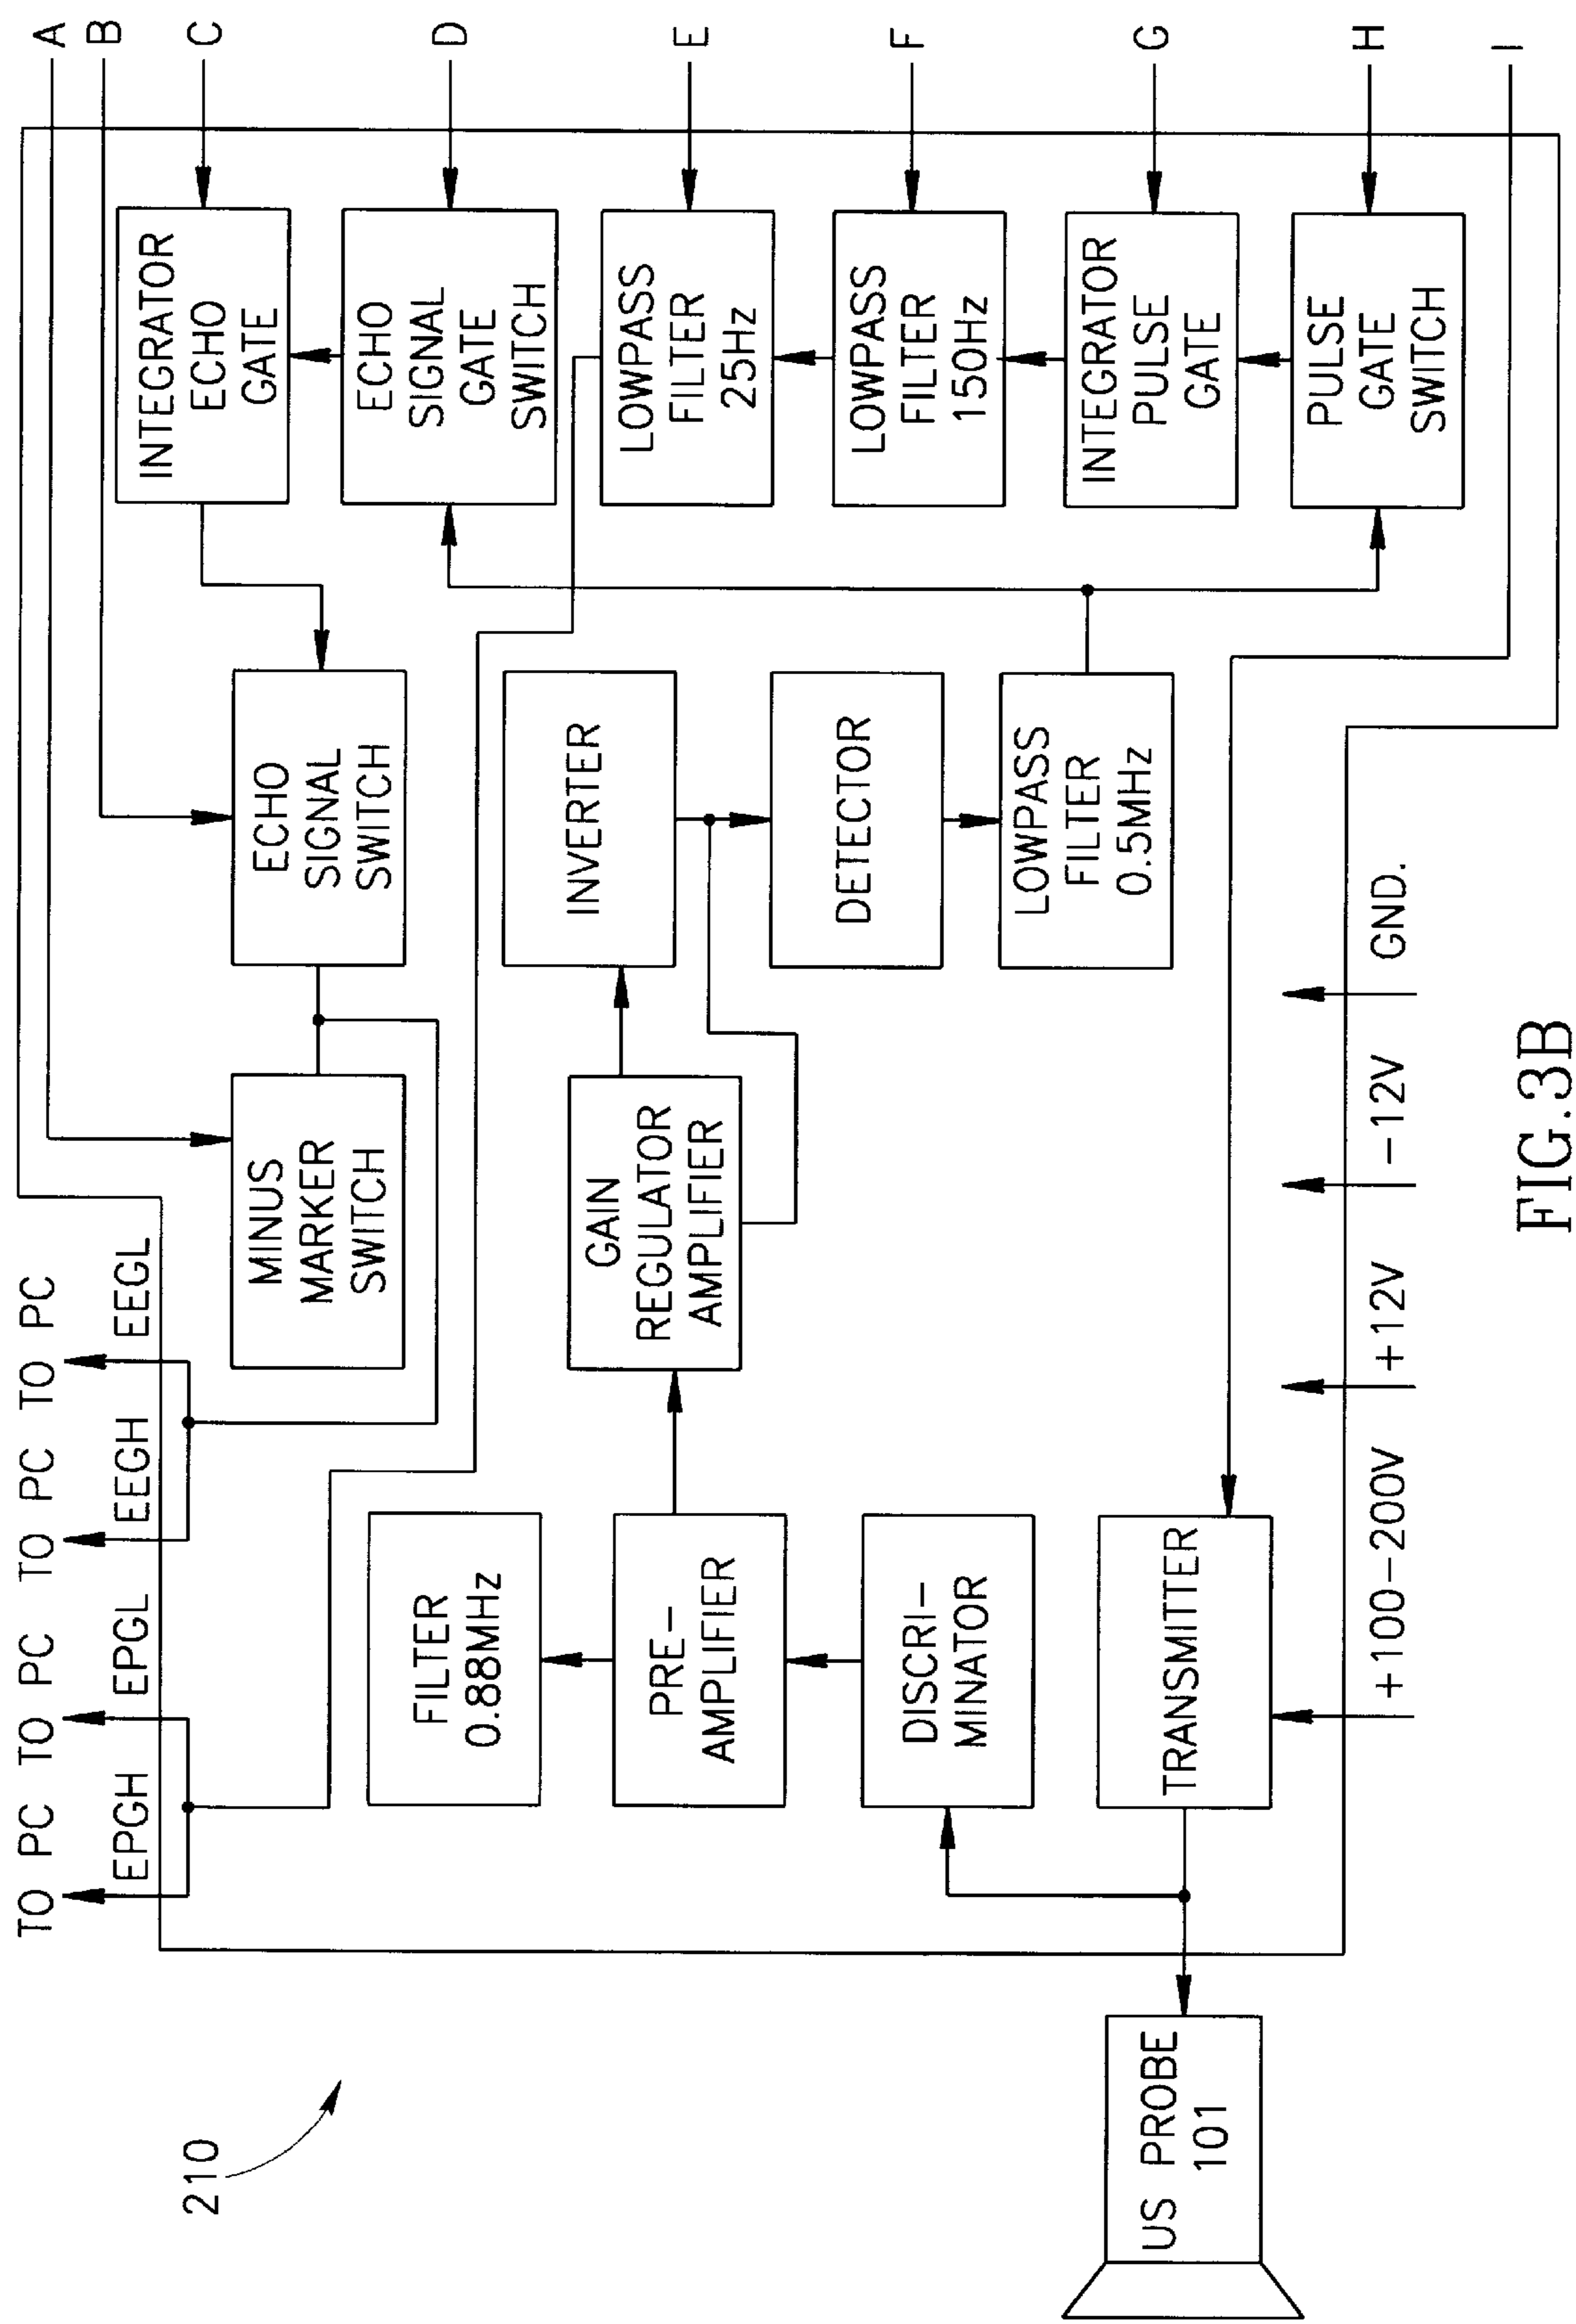 A
B
C
D
E
F
G
H
I
INTEGRATOR
ECHO
GATE
ECHO
SIGNAL
GATE
SWITCH
LOWPASS
FILTER
25Hz
LOWPASS
FILTER
150Hz
INTEGRATOR
PULSE
GATE
PULSE
GATE
SWITCH
ECHO
SIGNAL
SWITCH
INVERTER
DETECTOR
LOWPASS
FILTER
0.5MHz
MINUS
MARKER
SWITCH
GAIN
REGULATOR
AMPLIFIER
FILTER
0.88MHz
PRE-
AMPLIFIER
DISCRI-
MINATOR
TRANSMITTER
TO PC TO PC TO PC TO PC
EPGH EPGL EEGH EEGL
+100-200V +12V -12V GND.
US PROBE
101
210
FIG.3B